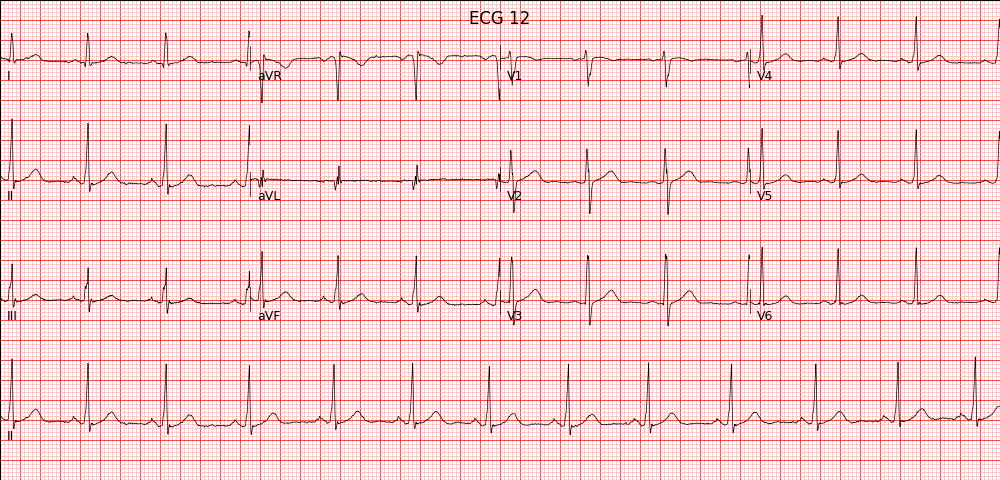 ECG 12
I aVR V1 V4
II aVL V2 V5
III aVF V3 V6
II